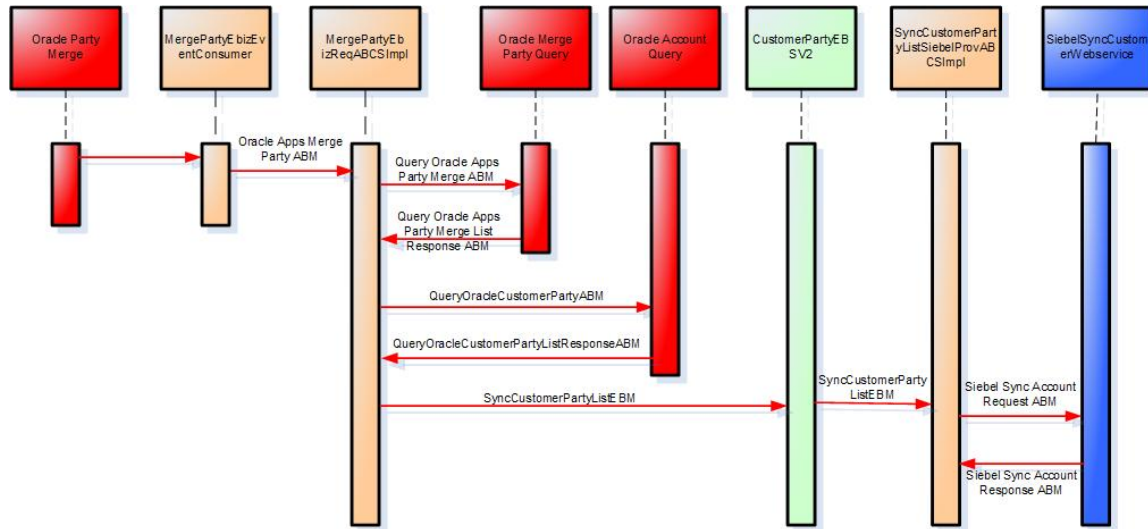 Oracle Party
Merge
MergePartyEbizEv
entConsumer
MergePartyEb
izReqABCSImpl
Oracle Merge
Party Query
Oracle Account
Query
CustomerPartyEB
SV2
SyncCustomerPart
yListSiebelProvAB
CSImpl
SiebelSyncCustom
erWebservice
Oracle Apps Merge
Party ABM
Query Oracle Apps
Party Merge ABM
Query Oracle Apps
Party Merge List
Response ABM
QueryOracleCustomerPartyABM
QueryOracleCustomerPartyListResponseABM
SyncCustomerPartyListEBM
SyncCustomerParty
ListEBM
Siebel Sync Account
Request ABM
Siebel Sync Account
Response ABM